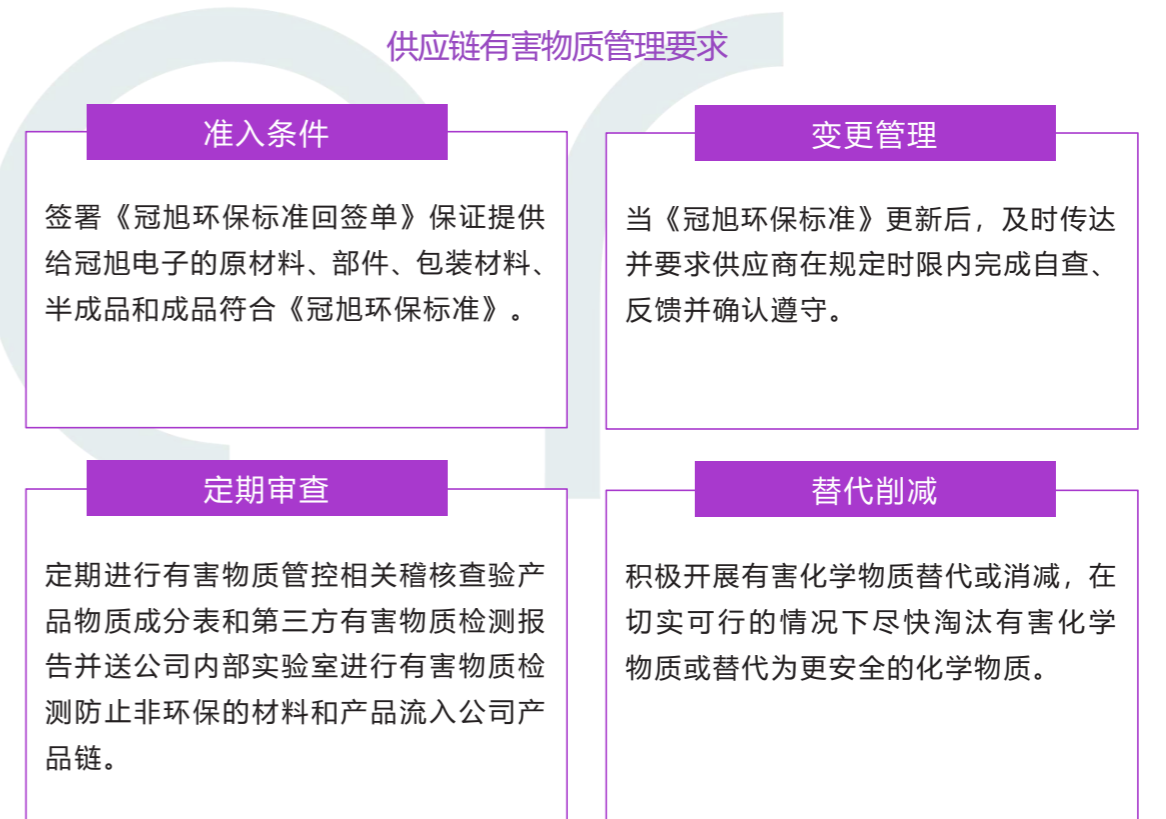 供应链有害物质管理要求
准入条件
签署《冠旭环保标准回签单》保证提供
给冠旭电子的原材料、部件、包装材料、
半成品和成品符合《冠旭环保标准》。
变更管理
当《冠旭环保标准》更新后，及时传达
并要求供应商在规定时限内完成自查、
反馈并确认遵守。
定期审查
定期进行有害物质管控相关稽核查验产
品物质成分表和第三方有害物质检测报
告并送公司内部实验室进行有害物质检
测防止非环保的材料和产品流入公司产
品链。
替代削减
积极开展有害化学物质替代或消减，在
切实可行的情况下尽快淘汰有害化学
物质或替代为更安全的化学物质。